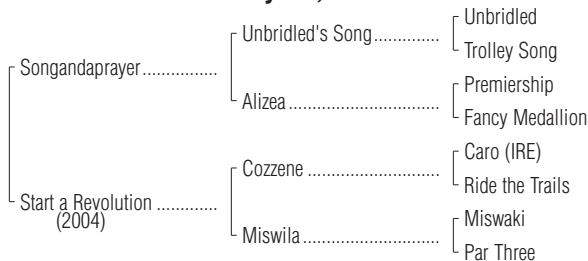 Unbridled
Unbridled's Song..............
Trolley Song
Songandaprayer................
Premiership
Alizea................................
Fancy Medallion
Caro (IRE)
Cozzene ............................
Ride the Trails
Start a Revolution .............
(2004)
Miswaki
Miswila.............................
Par Three